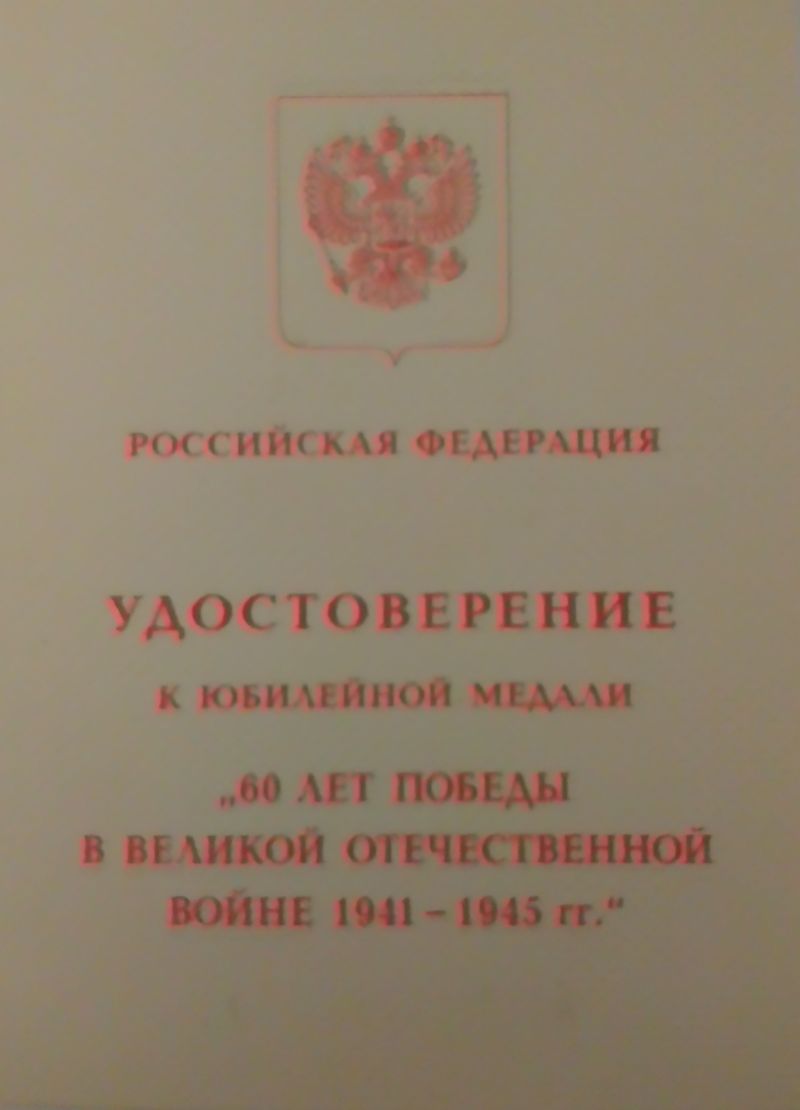 РОССИЙСКАЯ ФЕДЕРАЦИЯ
УДОСТОВЕРЕНИЕ
К ЮБИЛЕЙНОЙ МЕДАЛИ
„60 ЛЕТ ПОБЕДЫ
В ВЕЛИКОЙ ОТЕЧЕСТВЕННОЙ
ВОЙНЕ 1941 – 1945 гг.“